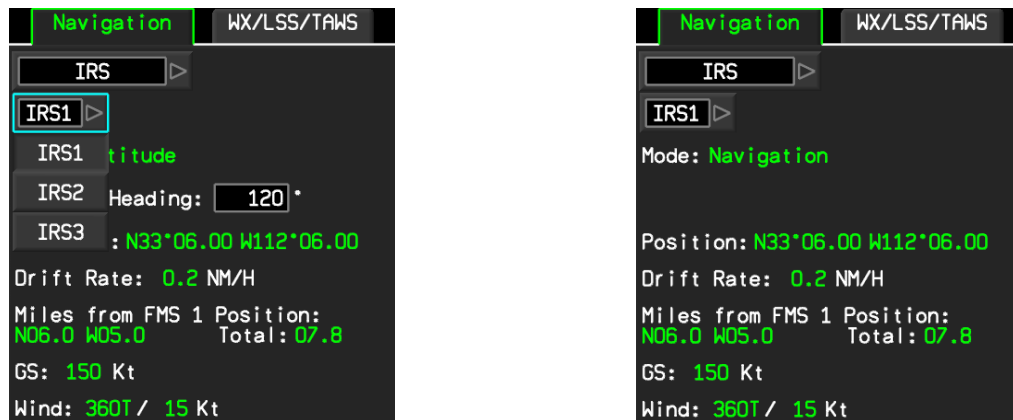 Navigation WX/LSS/TAWS
IRS
IRS1
IRS1 titude
IRS2 Heading: 120°
IRS3 : N33°06.00 W112°06.00
Drift Rate: 0.2 NM/H
Miles from FMS 1 Position:
N06.0 W05.0 Total: 07.8
GS: 150 Kt
Wind: 360T/ 15 Kt
Navigation WX/LSS/TAWS
IRS
IRS1
Mode: Navigation
Position: N33°06.00 W112°06.00
Drift Rate: 0.2 NM/H
Miles from FMS 1 Position:
N06.0 W05.0 Total: 07.8
GS: 150 Kt
Wind: 360T/ 15 Kt